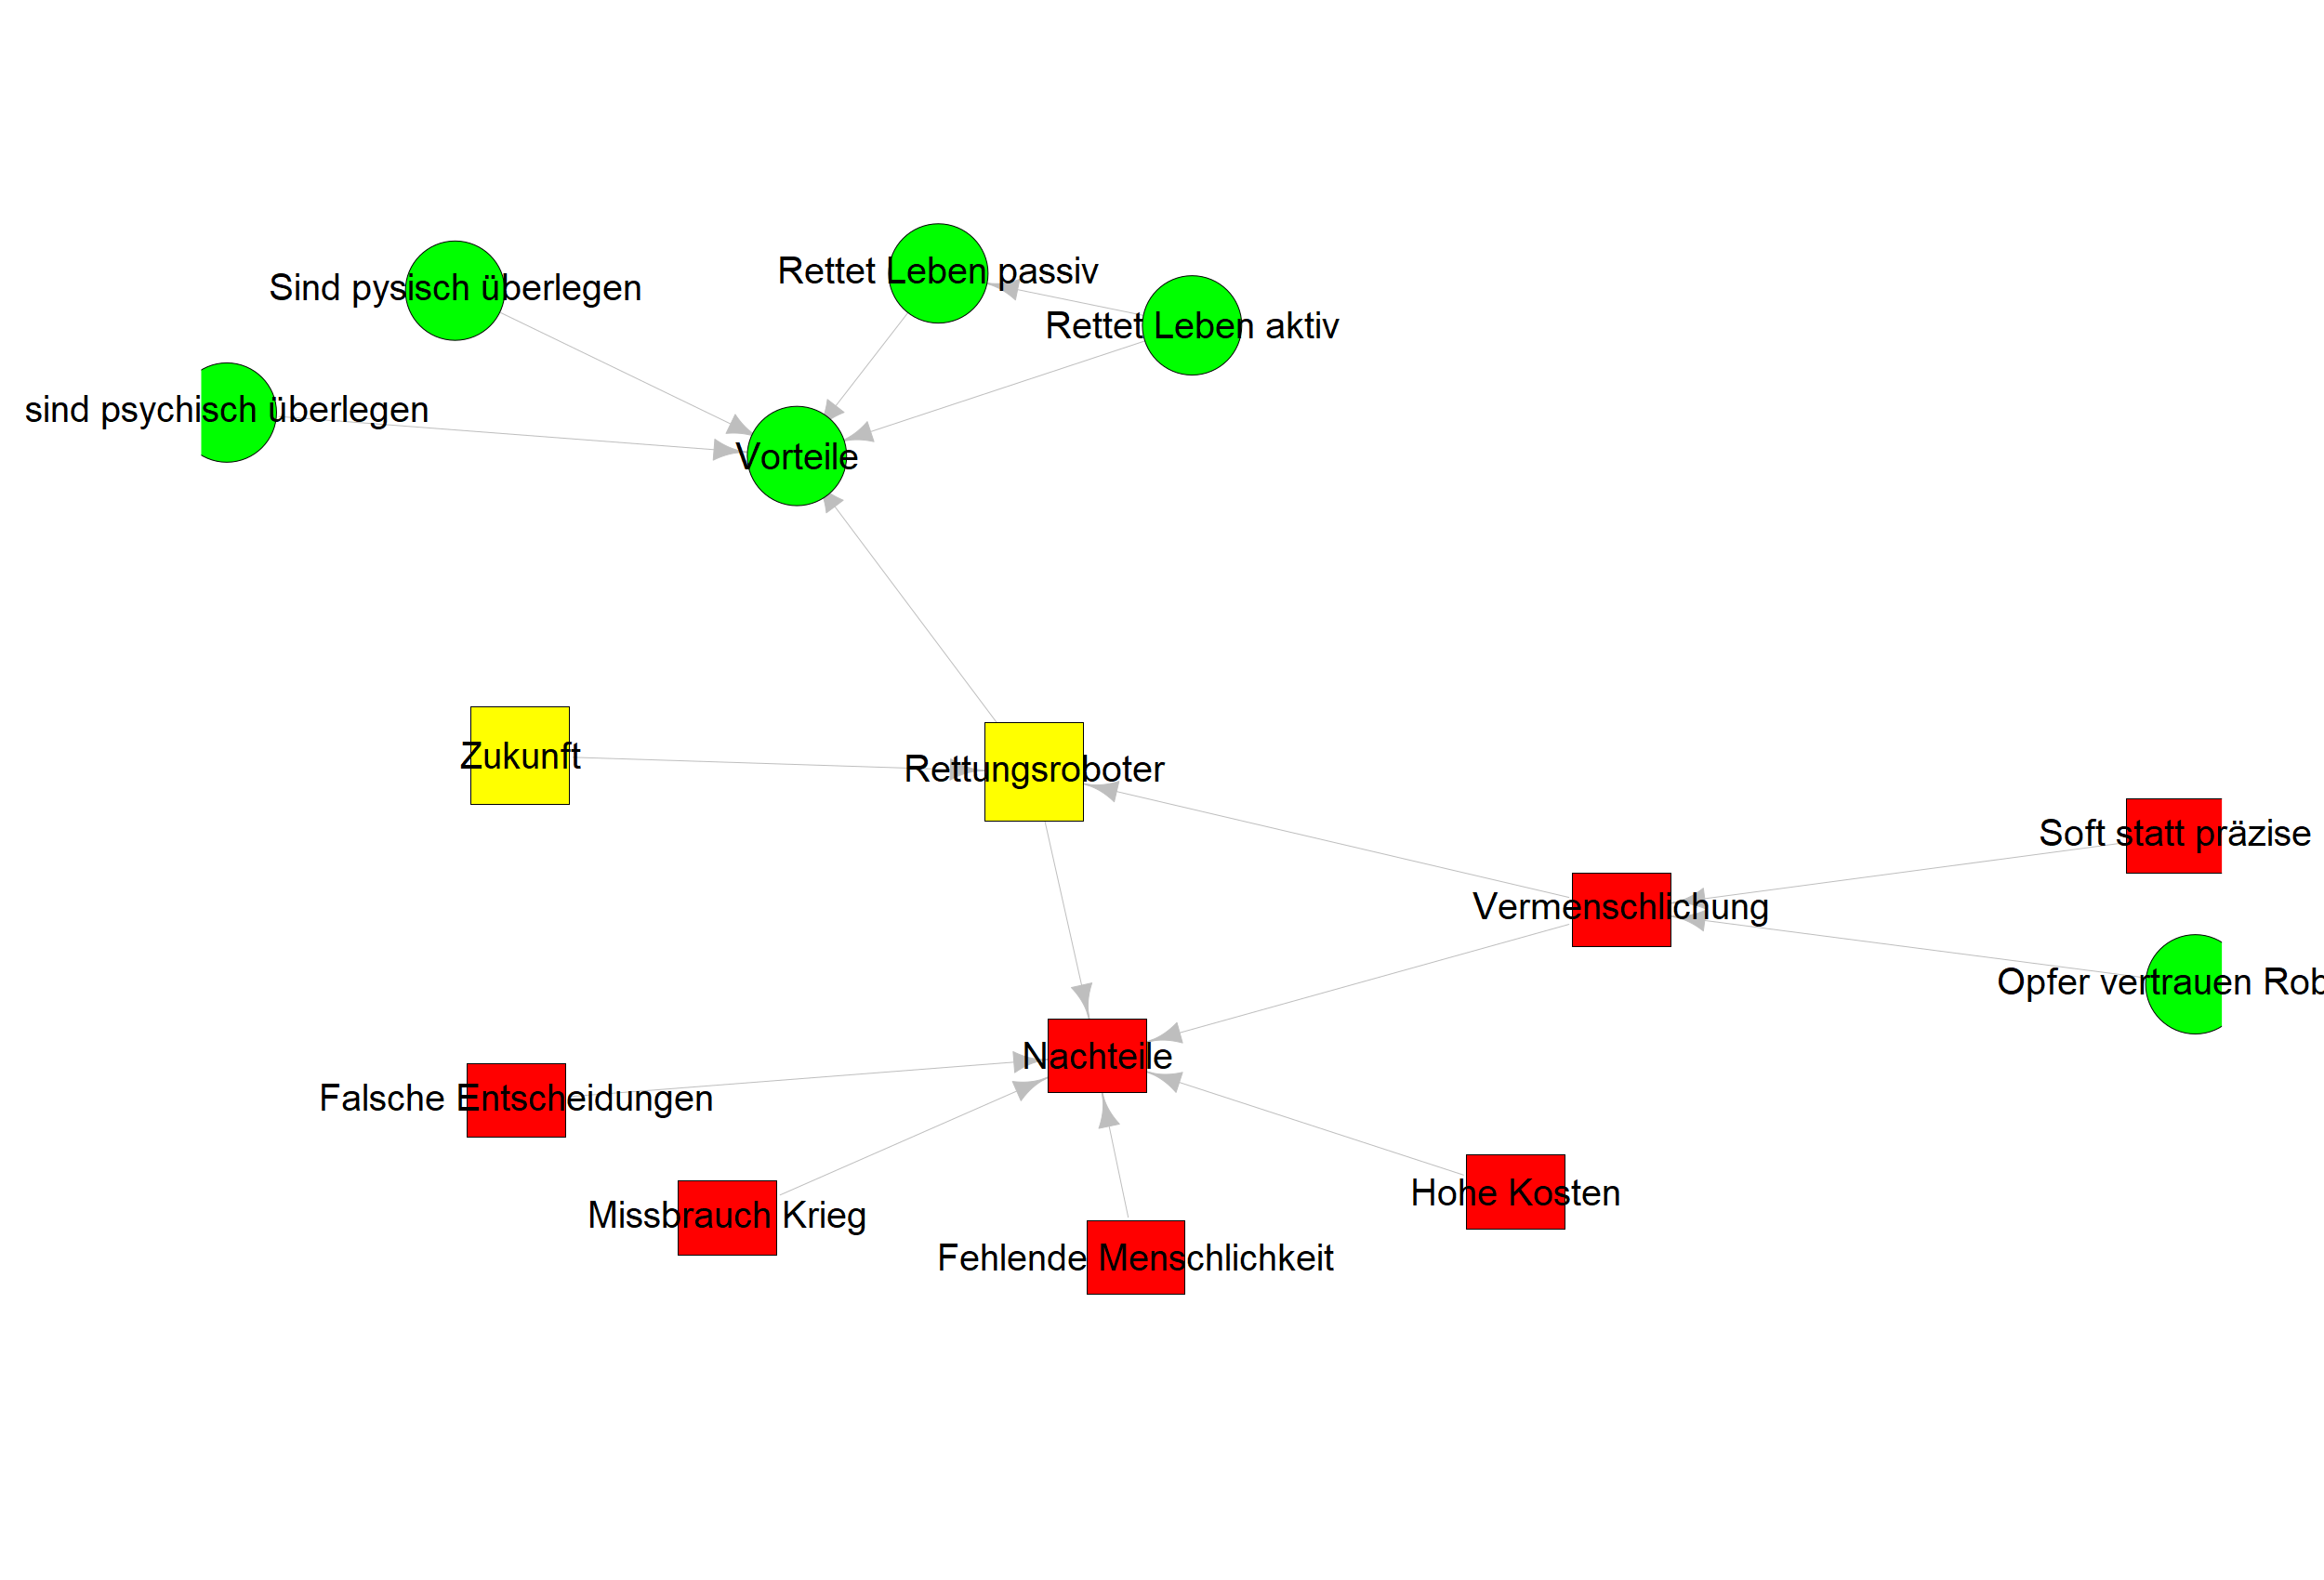 Rettet Leben passiv
Sind pysisch überlegen
Rettet Leben aktiv
sind psychisch überlegen
Vorteile
Zukunft
Rettungsroboter
Soft statt präzise
Vermenschlichung
Opfer vertrauen Rob
Nachteile
Falsche Entscheidungen
Hohe Kosten
Missbrauch Krieg
Fehlende Menschlichkeit